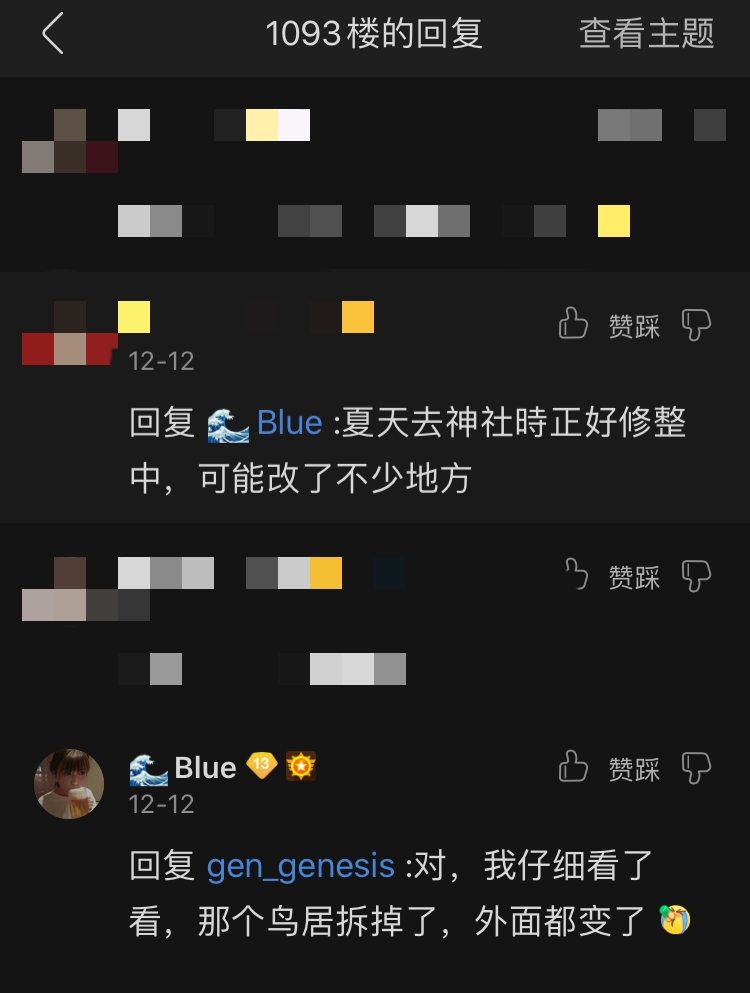 1093楼的回复 查看主题
赞踩
12-12
回复 🌊 Blue :夏天去神社時正好修整
中，可能改了不少地方
赞踩
🌊 Blue 13
赞踩
12-12
回复 gen_genesis :对，我仔细看了
看，那个鸟居拆掉了，外面都变了